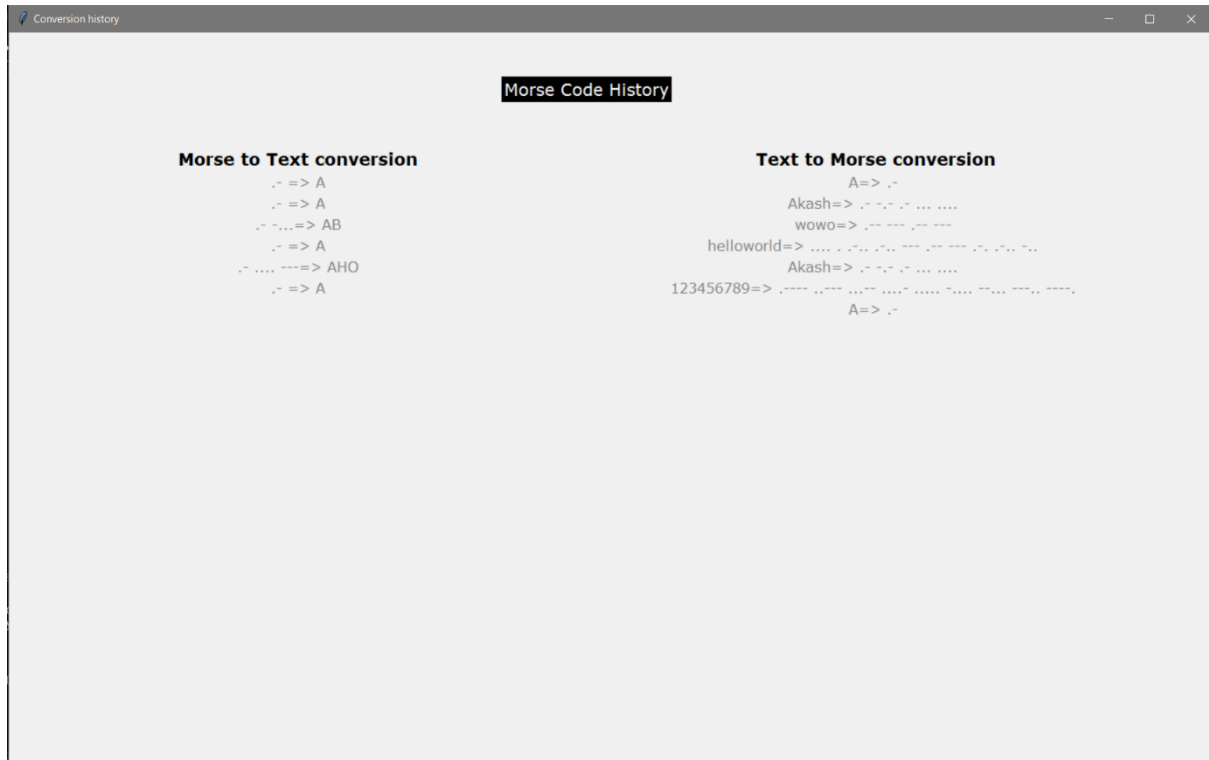 Conversion history
Morse Code History
Morse to Text conversion
.- => A
.- => A
.- -...=> AB
.- => A
.- .... ---=> AHO
.- => A
Text to Morse conversion
A=> .-
Akash=> .- -.- .- ... ....
wowo=> .-- --- .-- ---
helloworld=> .... . .-.. .-.. --- .-- --- .-. .-.. -..
Akash=> .- -.- .- ... ....
123456789=> .---- ..--- ...-- ....- ..... -.... --... ---.. ----.
A=> .-